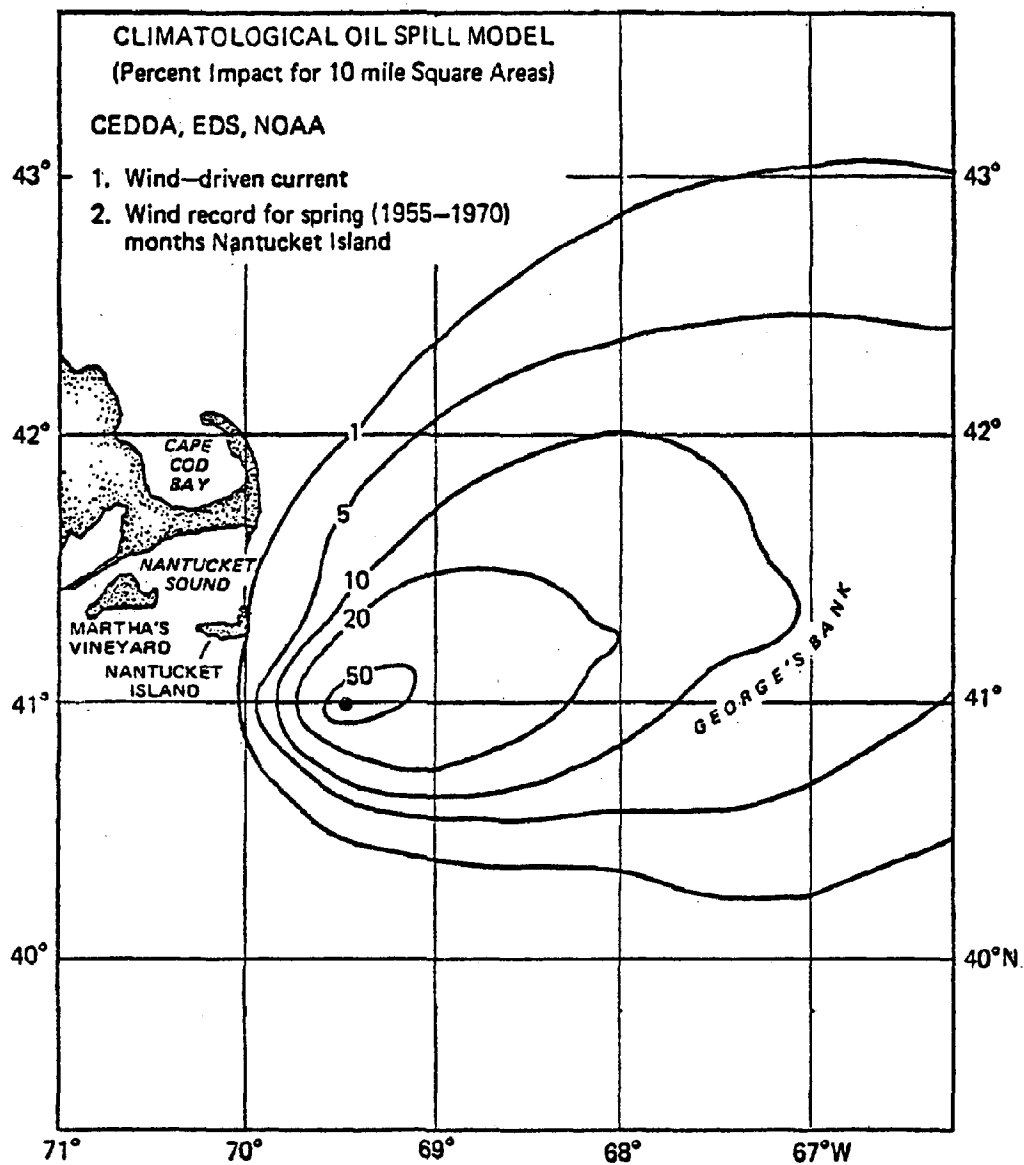 CLIMATOLOGICAL OIL SPILL MODEL
(Percent Impact for 10 mile Square Areas)
CEDDA, EDS, NOAA
1. Wind—driven current
2. Wind record for spring (1955—1970)
months Nantucket Island
43°
43°
42°
42°
41°
41°
40°
40°N
1
5
10
20
50
CAPE
COD
BAY
NANTUCKET
SOUND
MARTHA'S
VINEYARD
NANTUCKET
ISLAND
GEORGE'S BANK
71°
70°
69°
68°
67°W